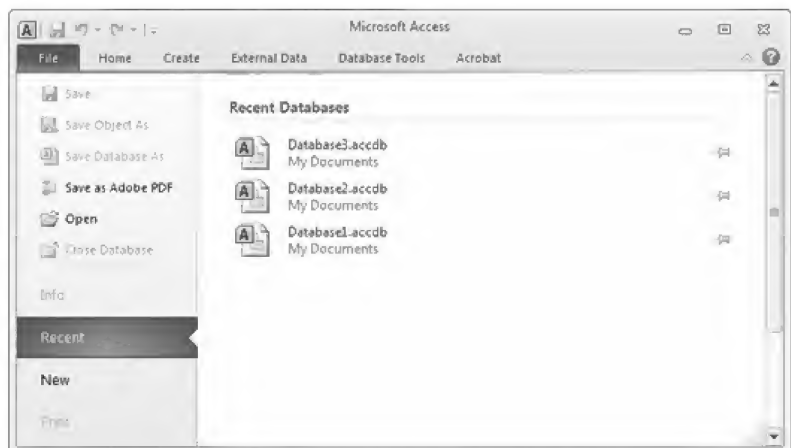 Microsoft Access
File Home Create External Data Database Tools Acrobat
Save
Save Object As
Save Database As
Save as Adobe PDF
Open
Close Database
Info
Recent
New
Print
Recent Databases
Database3.accdb
My Documents
Database2.accdb
My Documents
Database1.accdb
My Documents